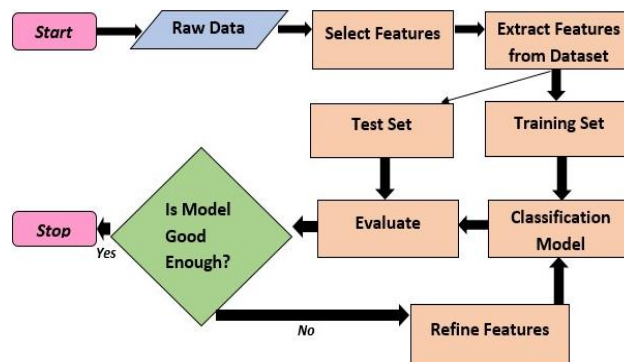 Start
Raw Data
Select Features
Extract Features
from Dataset
Test Set
Training Set
Is Model
Good
Enough?
Stop
Yes
Evaluate
Classification
Model
No
Refine Features